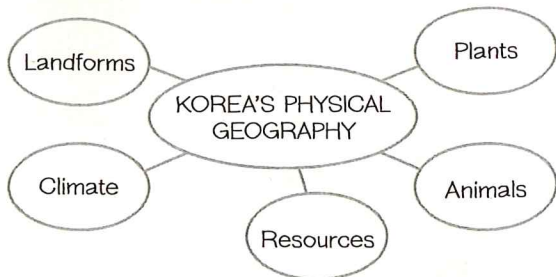 Landforms
Plants
KOREA'S PHYSICAL
GEOGRAPHY
Climate
Animals
Resources